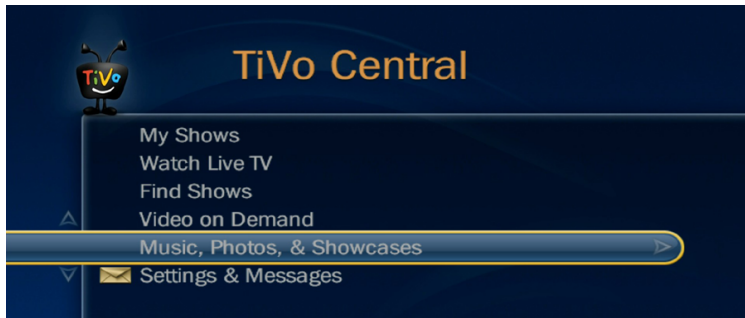 TiVo Central
TiVo
My Shows
Watch Live TV
Find Shows
Video on Demand
Music, Photos, & Showcases
Settings & Messages